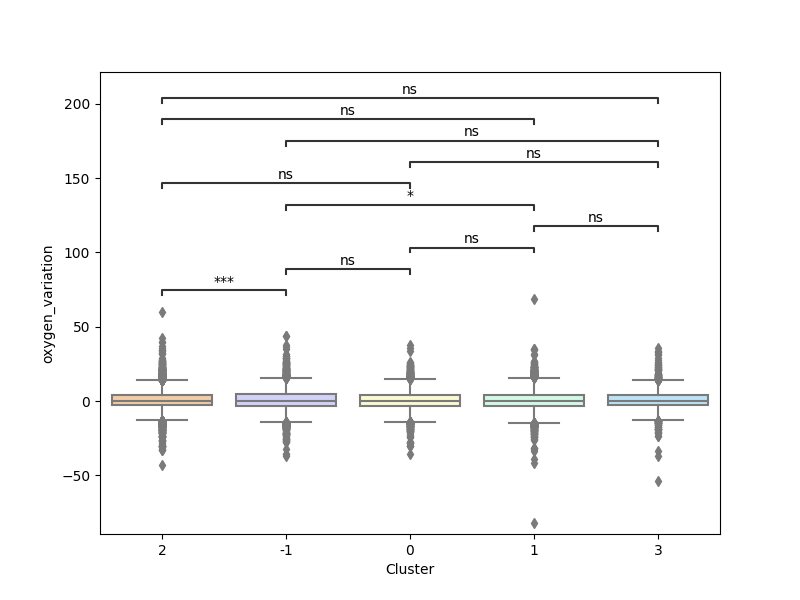 ns
ns
ns
ns
ns
*
ns
ns
ns
***
200
150
100
50
0
−50
oxygen_variation
2 -1 0 1 3
Cluster